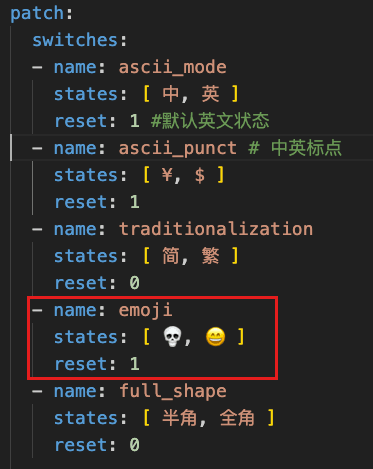 patch:
  switches:
  - name: ascii_mode
    states: [ 中, 英 ]
    reset: 1 #默认英文状态
  - name: ascii_punct # 中英标点
    states: [ ¥, $ ]
    reset: 1
  - name: traditionalization
    states: [ 简, 繁 ]
    reset: 0
  - name: emoji
    states: [ 💀, 😄 ]
    reset: 1
  - name: full_shape
    states: [ 半角, 全角 ]
    reset: 0